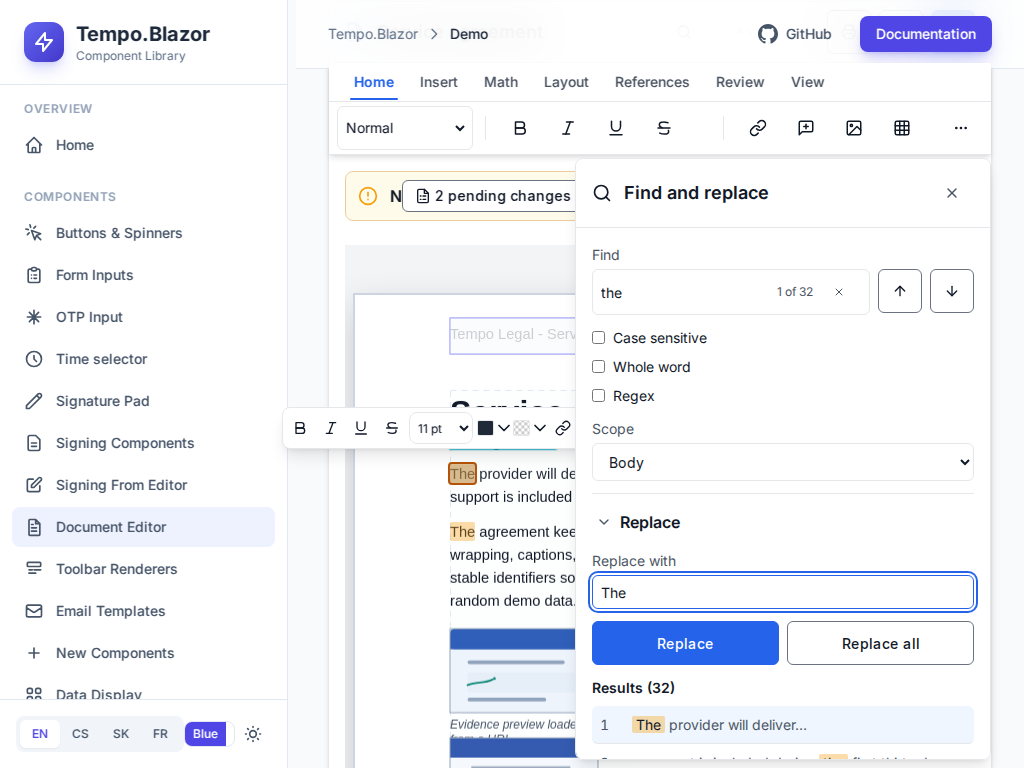 Tempo.Blazor
Component Library
OVERVIEW
Home
COMPONENTS
Buttons & Spinners
Form Inputs
OTP Input
Time selector
Signature Pad
Signing Components
Signing From Editor
Document Editor
Toolbar Renderers
Email Templates
New Components
Data Display
EN CS SK FR Blue
Tempo.Blazor > Demo
GitHub
Documentation
Home Insert Math Layout References Review View
Normal B I U S
N
2 pending changes
Tempo Legal - Serv
Service
B I U S 11 pt
The provider will de
support is included
The agreement kee
wrapping, captions,
stable identifiers so
random demo data.
Evidence preview loade
from a URL
Find and replace
Find
the 1 of 32
Case sensitive
Whole word
Regex
Scope
Body
Replace
Replace with
The
Replace
Replace all
Results (32)
1 The provider will deliver...